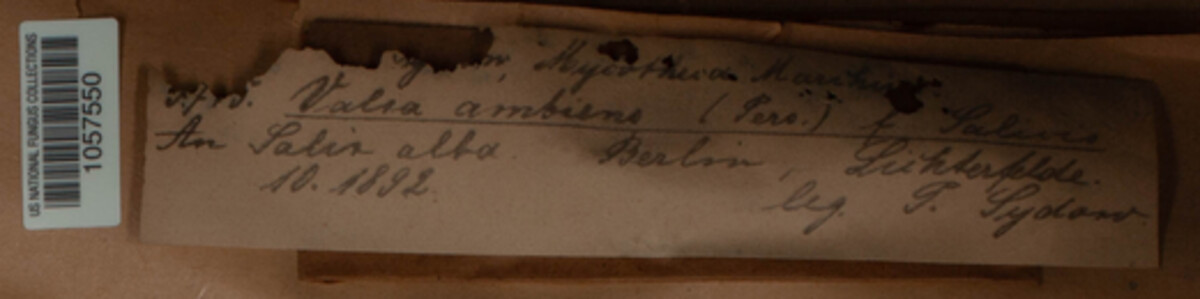 US NATIONAL FUNGUS COLLECTIONS
1057550
Mycotheca Marchica
Valsa ambiens (Pers.) f. Salicis
An Salix alba. Berlin, Lichterfelde.
10. 1892. leg. P. Sydow.